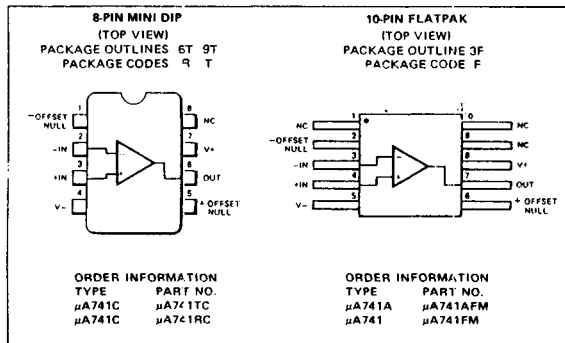 8-PIN MINI DIP
(TOP VIEW)
PACKAGE OUTLINES 6T 9T
PACKAGE CODES R T
-OFFSET NULL
1
-IN
2
+IN
3
V-
4
8
NC
7
V+
6
OUT
5
+ OFFSET NULL
ORDER INFORMATION
TYPE PART NO.
µA741C µA741TC
µA741C µA741RC
10-PIN FLATPAK
(TOP VIEW)
PACKAGE OUTLINE 3F
PACKAGE CODE F
NC
1
-OFFSET NULL
2
-IN
3
+IN
4
V-
5
0
NC
NC
8
V+
7
OUT
6
+ OFFSET NULL
ORDER INFORMATION
TYPE PART NO.
µA741A µA741AFM
µA741 µA741FM